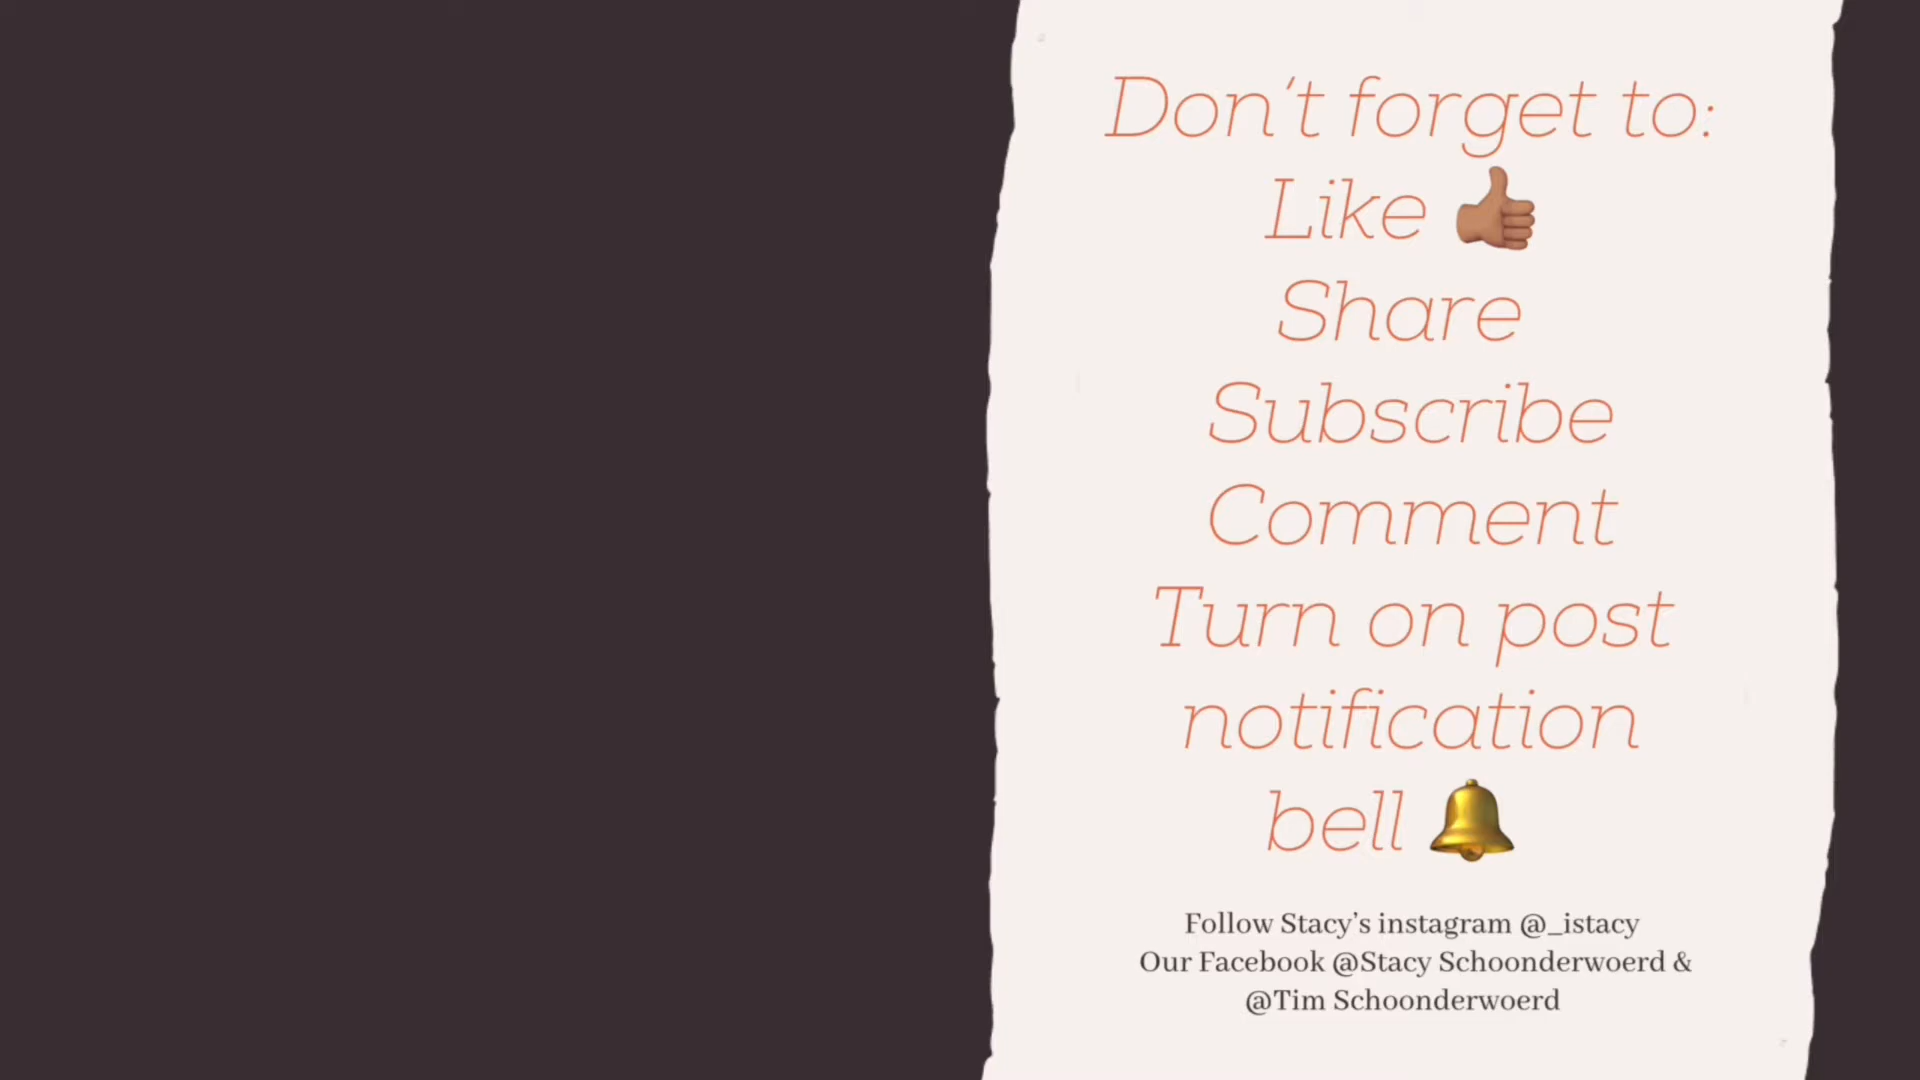 Don't forget to:
Like 👍🏽
Share
Subscribe
Comment
Turn on post
notification
bell 🔔
Follow Stacy's instagram @_istacy
Our Facebook @Stacy Schoonderwoerd &
@Tim Schoonderwoerd